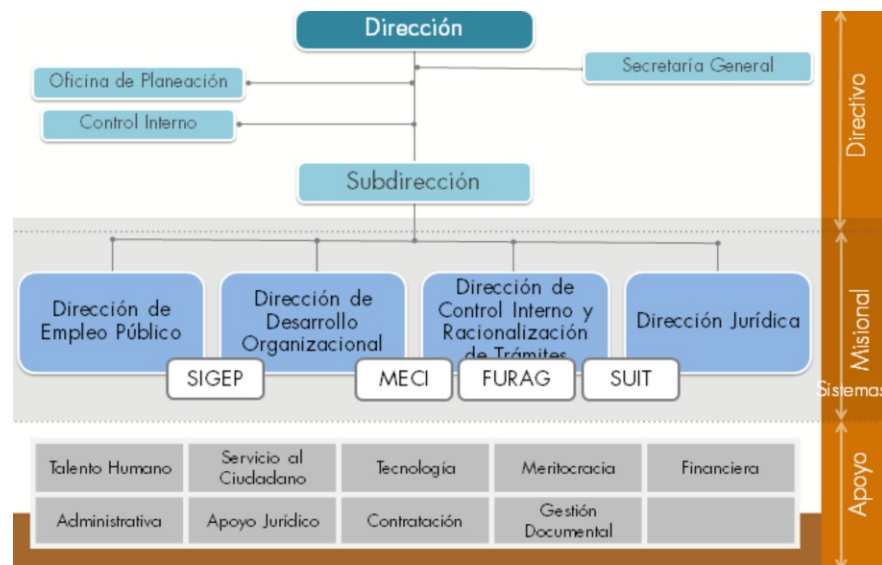 Dirección
Oficina de Planeación
Secretaría General
Control Interno
Subdirección
Directivo
Dirección de
Empleo Público
Dirección de
Desarrollo
Organizacional
Dirección de
Control Interno y
Racionalización
de Trámites
Dirección Jurídica
SIGEP
MECI
FURAG
SUIT
Misional
Sistemas
Talento Humano
Servicio al
Ciudadano
Tecnología
Meritocracia
Financiera
Administrativa
Apoyo Jurídico
Contratación
Gestión
Documental
Apoyo